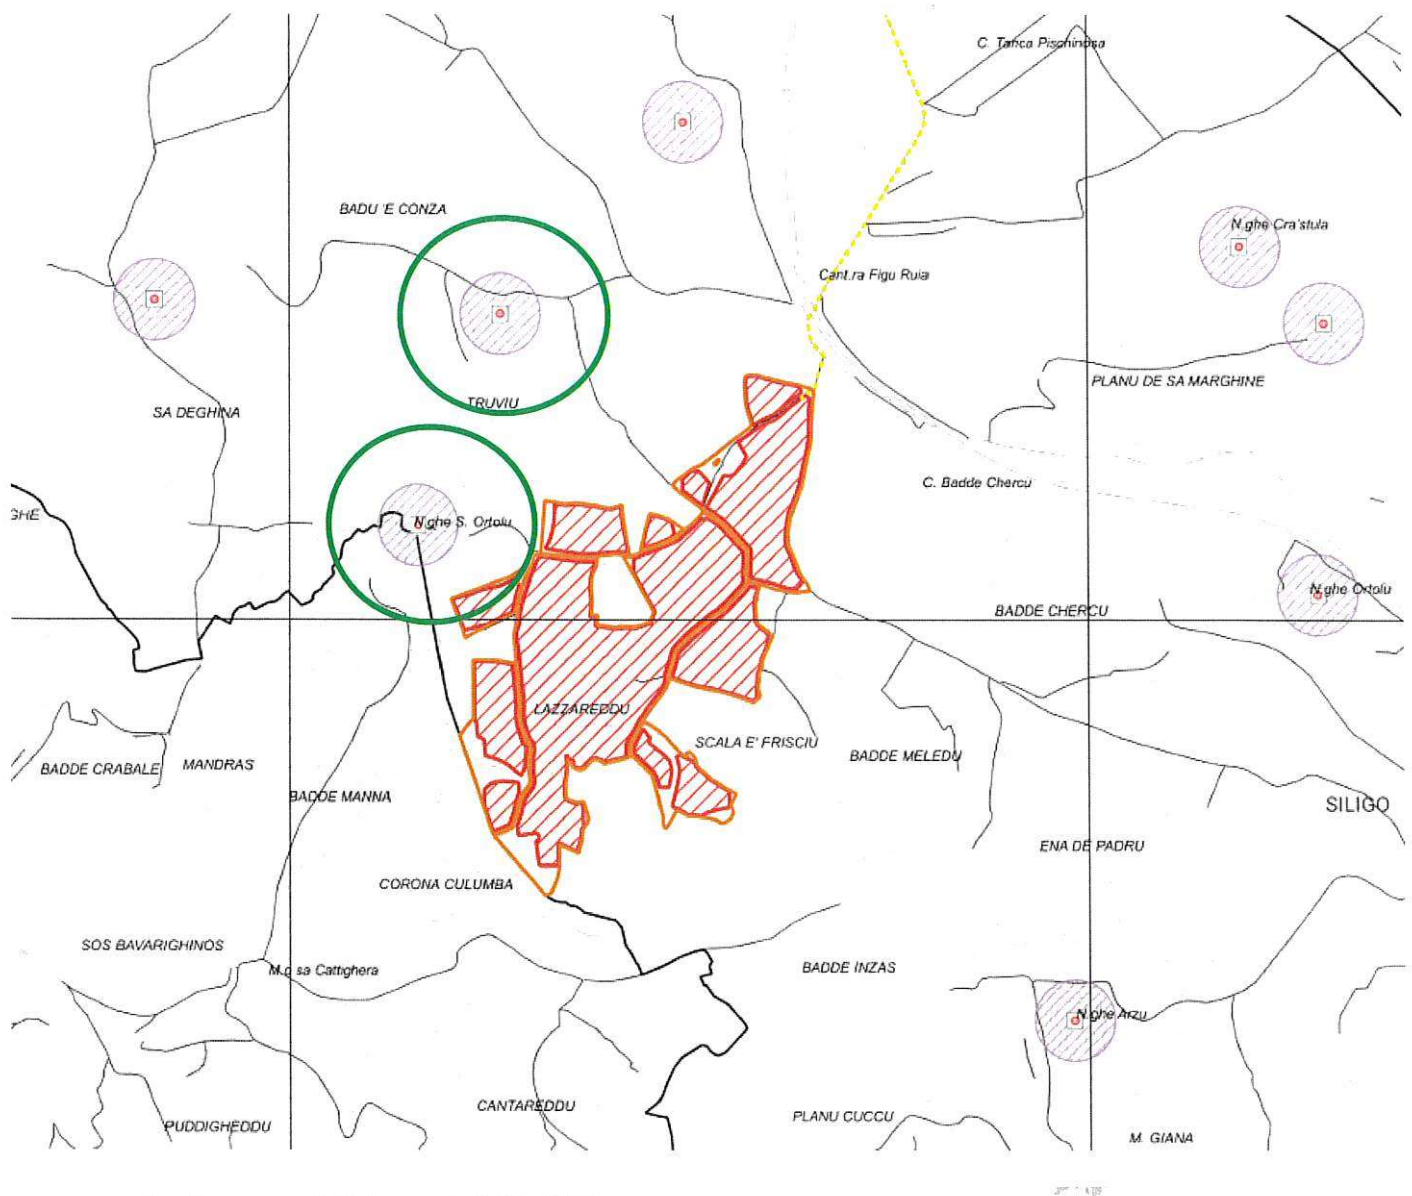 C. Tanca Pischinosa
BADU 'E CONZA
N.ghe Cra'stula
Cant.ra Figu Ruia
PLANU DE SA MARGHINE
TRUVIU
SA DEGHINA
C. Badde Chercu
GHE
N.ghe S. Ortolu
N.ghe Ortolu
BADDE CHERCU
LAZZAREDDU
SCALA E' FRISCIU
BADDE MELEDU
BADDE CRABALE
MANDRAS
BADDE MANNA
SILIGO
ENA DE PADRU
CORONA CULUMBA
SOS BAVARIGHINOS
M.o sa Cattighera
BADDE INZAS
N.ghe Arzu
CANTAREDDU
PLANU CUCCU
PUDDIGHEDDU
M. GIANA